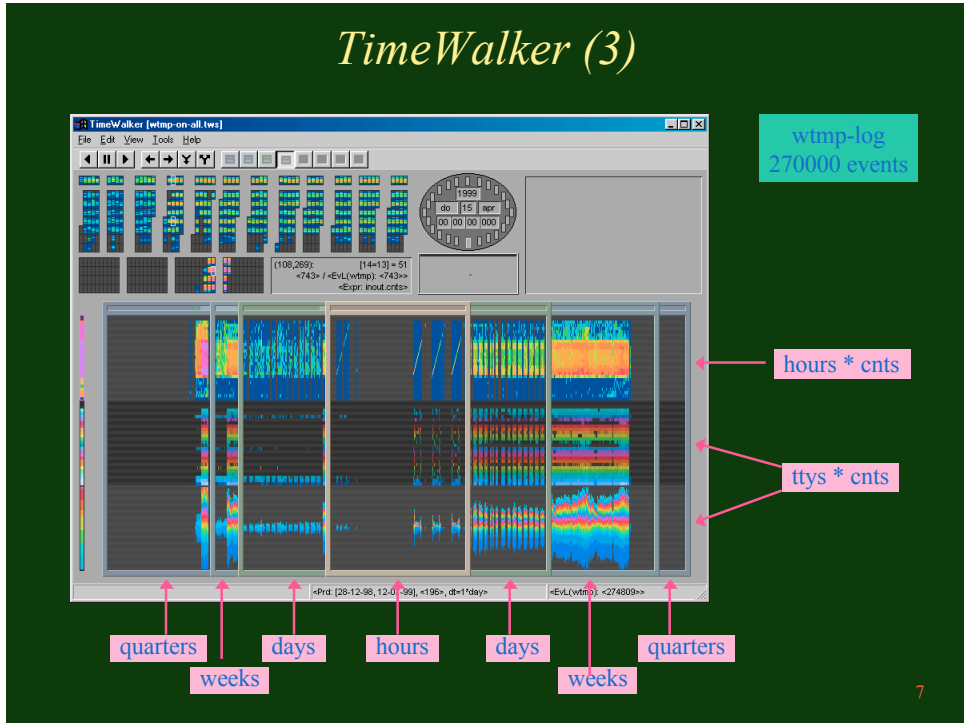 TimeWalker (3)
TimeWalker [wtmp-on-all.tws]
File Edit View Tools Help
wtmp-log
270000 events
1999
do 15 apr
00 00 00 000
(108,269): [14=13] = 51
<743> / <EvL(wtmp): <743>>
<Expr: inout.cnts>
-
hours * cnts
ttys * cnts
<Prd: [28-12-98, 12-0 -99], <196>, dt=1*day>
<EvL(wtmp): <274809>>
quarters
weeks
days
hours
days
weeks
quarters
7